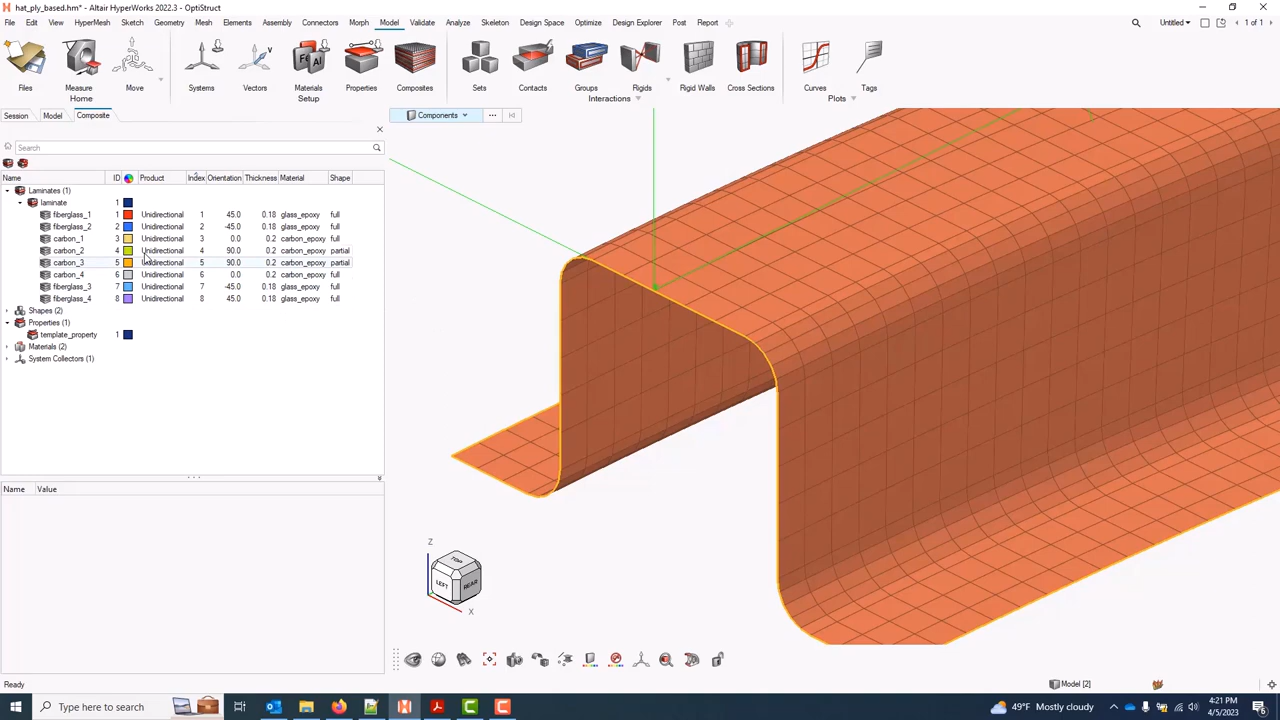 hat_ply_based.hm* - Altair HyperWorks 2022.3 - OptiStruct
File Edit View HyperMesh Sketch Geometry Mesh Elements Assembly Connectors Morph Model Validate Analyze Skeleton Design Space Optimize Design Explorer Post Report Untitled 1 of 1
Files Measure Move Systems Vectors Materials Properties Composites Sets Contacts Groups Rigids Rigid Walls Cross Sections Curves Tags
Home Setup Interactions Plots
Session Model Composite
Components
Search
Name ID Product Index Orientation Thickness Material Shape
Laminates (1)
laminate 1
fiberglass_1 1 Unidirectional 1 45.0 0.18 glass_epoxy full
fiberglass_2 2 Unidirectional 2 -45.0 0.18 glass_epoxy full
carbon_1 3 Unidirectional 3 0.0 0.2 carbon_epoxy full
carbon_2 4 Unidirectional 4 90.0 0.2 carbon_epoxy partial
carbon_3 5 Unidirectional 5 90.0 0.2 carbon_epoxy partial
carbon_4 6 Unidirectional 6 0.0 0.2 carbon_epoxy full
fiberglass_3 7 Unidirectional 7 -45.0 0.18 glass_epoxy full
fiberglass_4 8 Unidirectional 8 45.0 0.18 glass_epoxy full
Shapes (2)
Properties (1)
template_property 1
Materials (2)
System Collectors (1)
Name Value
Z
TOP
LEFT REAR
X
Ready
Model [2]
Type here to search
49°F Mostly cloudy
4:21 PM
4/5/2023